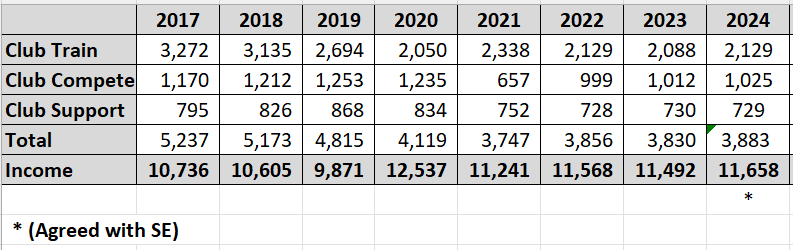 2017 2018 2019 2020 2021 2022 2023 2024
Club Train 3,272 3,135 2,694 2,050 2,338 2,129 2,088 2,129
Club Compete 1,170 1,212 1,253 1,235 657 999 1,012 1,025
Club Support 795 826 868 834 752 728 730 729
Total 5,237 5,173 4,815 4,119 3,747 3,856 3,830 3,883
Income 10,736 10,605 9,871 12,537 11,241 11,568 11,492 11,658
*
* (Agreed with SE)